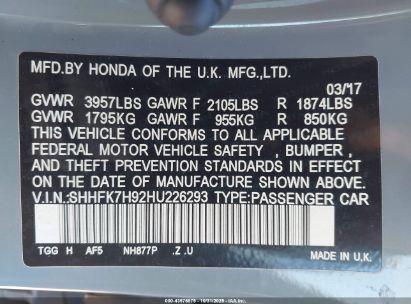 MFD.BY HONDA OF THE U.K. MFG.,LTD.
03/17
GVWR 3957LBS GAWR F 2105LBS R 1874LBS
GVWR 1795KG GAWR F 955KG R 850KG
THIS VEHICLE CONFORMS TO ALL APPLICABLE
FEDERAL MOTOR VEHICLE SAFETY , BUMPER ,
AND THEFT PREVENTION STANDARDS IN EFFECT
ON THE DATE OF MANUFACTURE SHOWN ABOVE.
V.I.N.:SHHFK7H92HU226293 TYPE:PASSENGER CAR
TGG H AF5 NH877P .Z .U